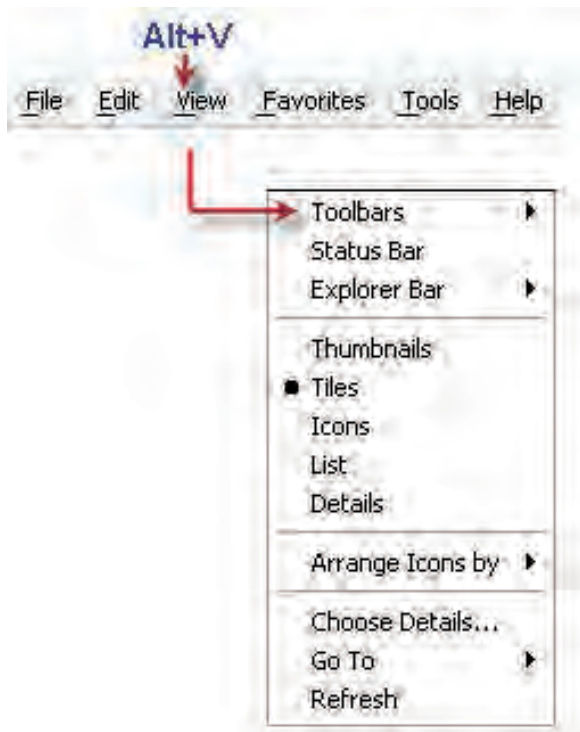 Alt+V
File Edit View Favorites Tools Help
Toolbars
Status Bar
Explorer Bar
Thumbnails
Tiles
Icons
List
Details
Arrange Icons by
Choose Details...
Go To
Refresh